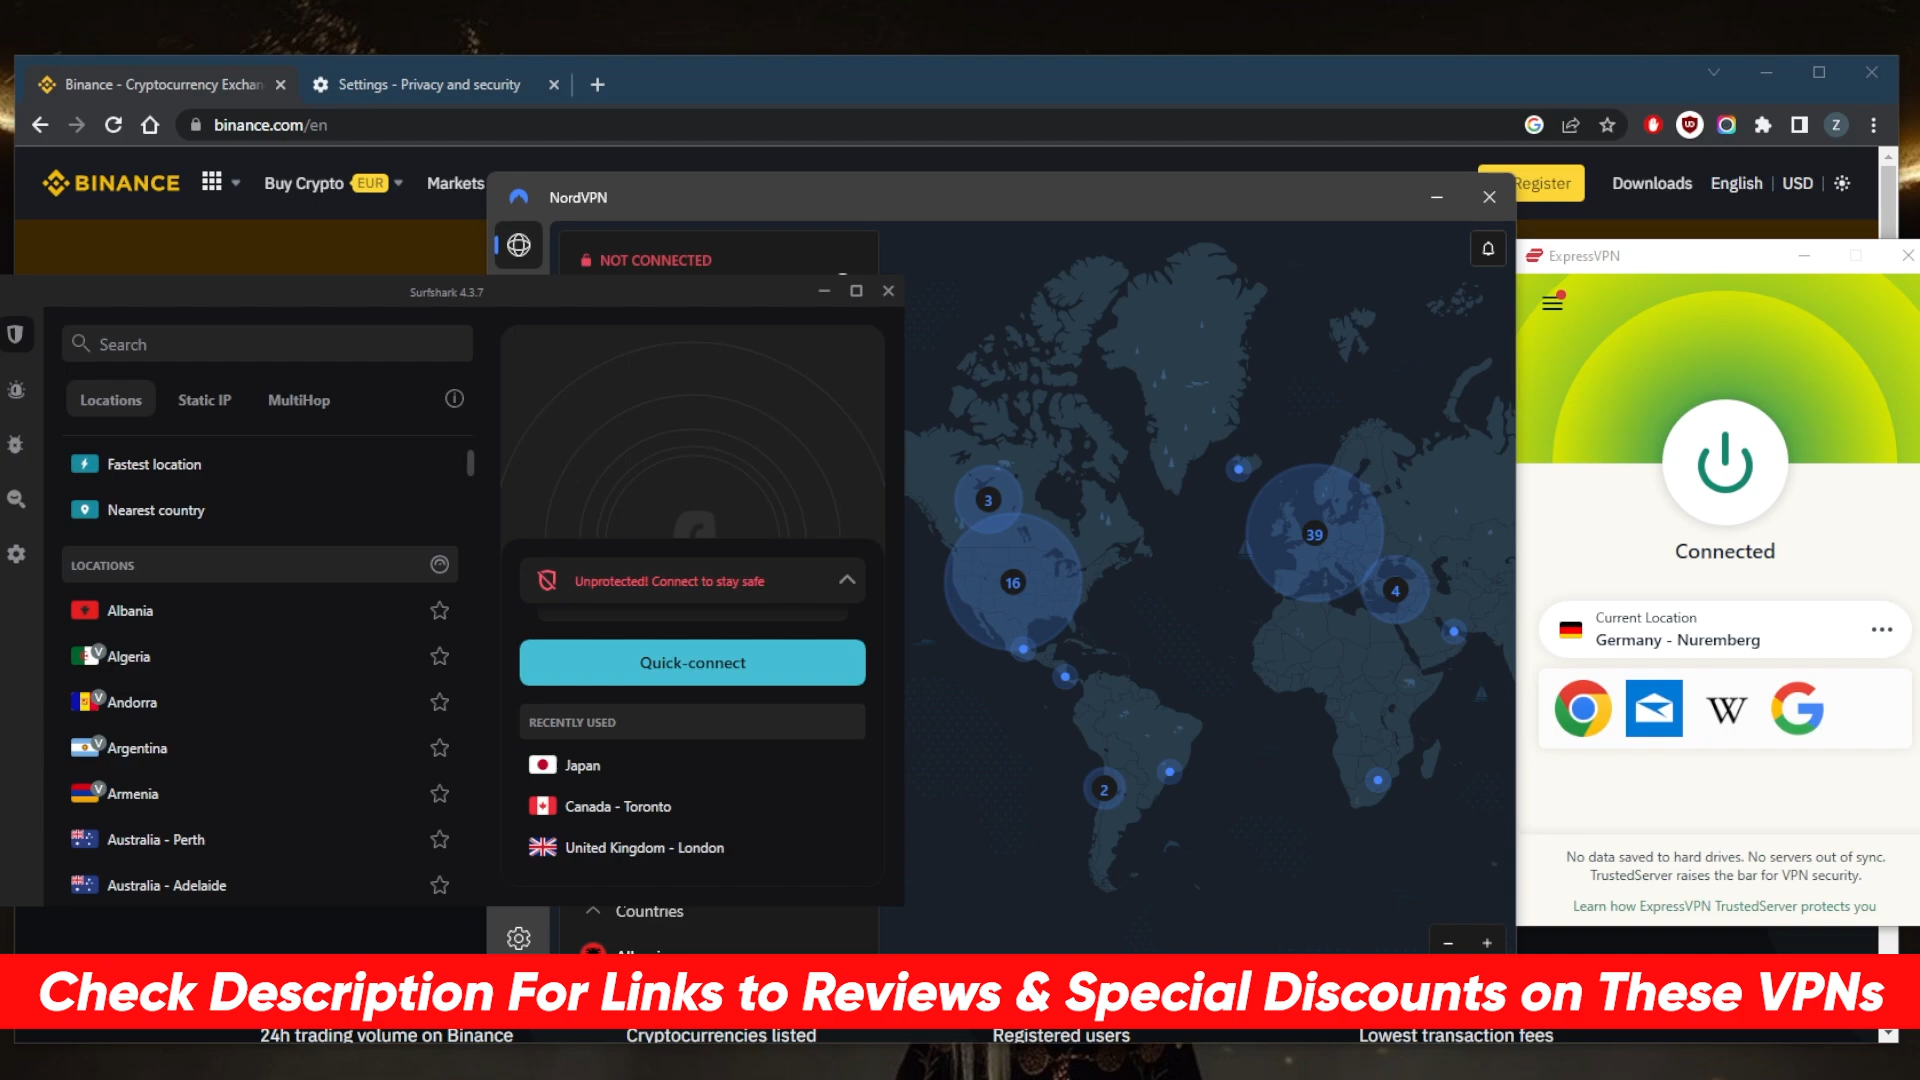 Binance - Cryptocurrency Exchan
Settings - Privacy and security
binance.com/en
Z
BINANCE
Buy Crypto EUR
Markets
Register
Downloads
English
USD
NordVPN
NOT CONNECTED
ExpressVPN
Surfshark 4.3.7
Search
Locations
Static IP
MultiHop
Fastest location
Nearest country
LOCATIONS
Albania
V Algeria
V Andorra
V Argentina
V Armenia
Australia - Perth
Australia - Adelaide
Unprotected! Connect to stay safe
Quick-connect
RECENTLY USED
Japan
Canada - Toronto
United Kingdom - London
3
16
39
4
2
Countries
Connected
Current Location
Germany - Nuremberg
W
G
No data saved to hard drives. No servers out of sync.
TrustedServer raises the bar for VPN security.
Learn how ExpressVPN TrustedServer protects you
Check Description For Links to Reviews & Special Discounts on These VPNs
24h trading volume on Binance
Cryptocurrencies listed
Registered users
Lowest transaction fees